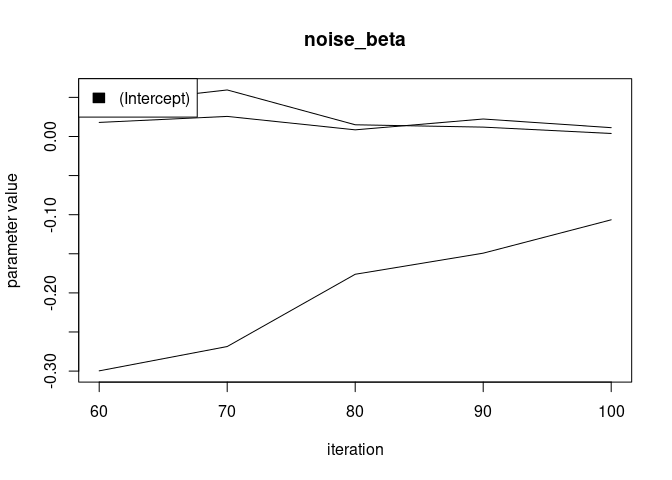 noise_beta
(Intercept)
parameter value
0.00
-0.10
-0.20
-0.30
60 70 80 90 100
iteration